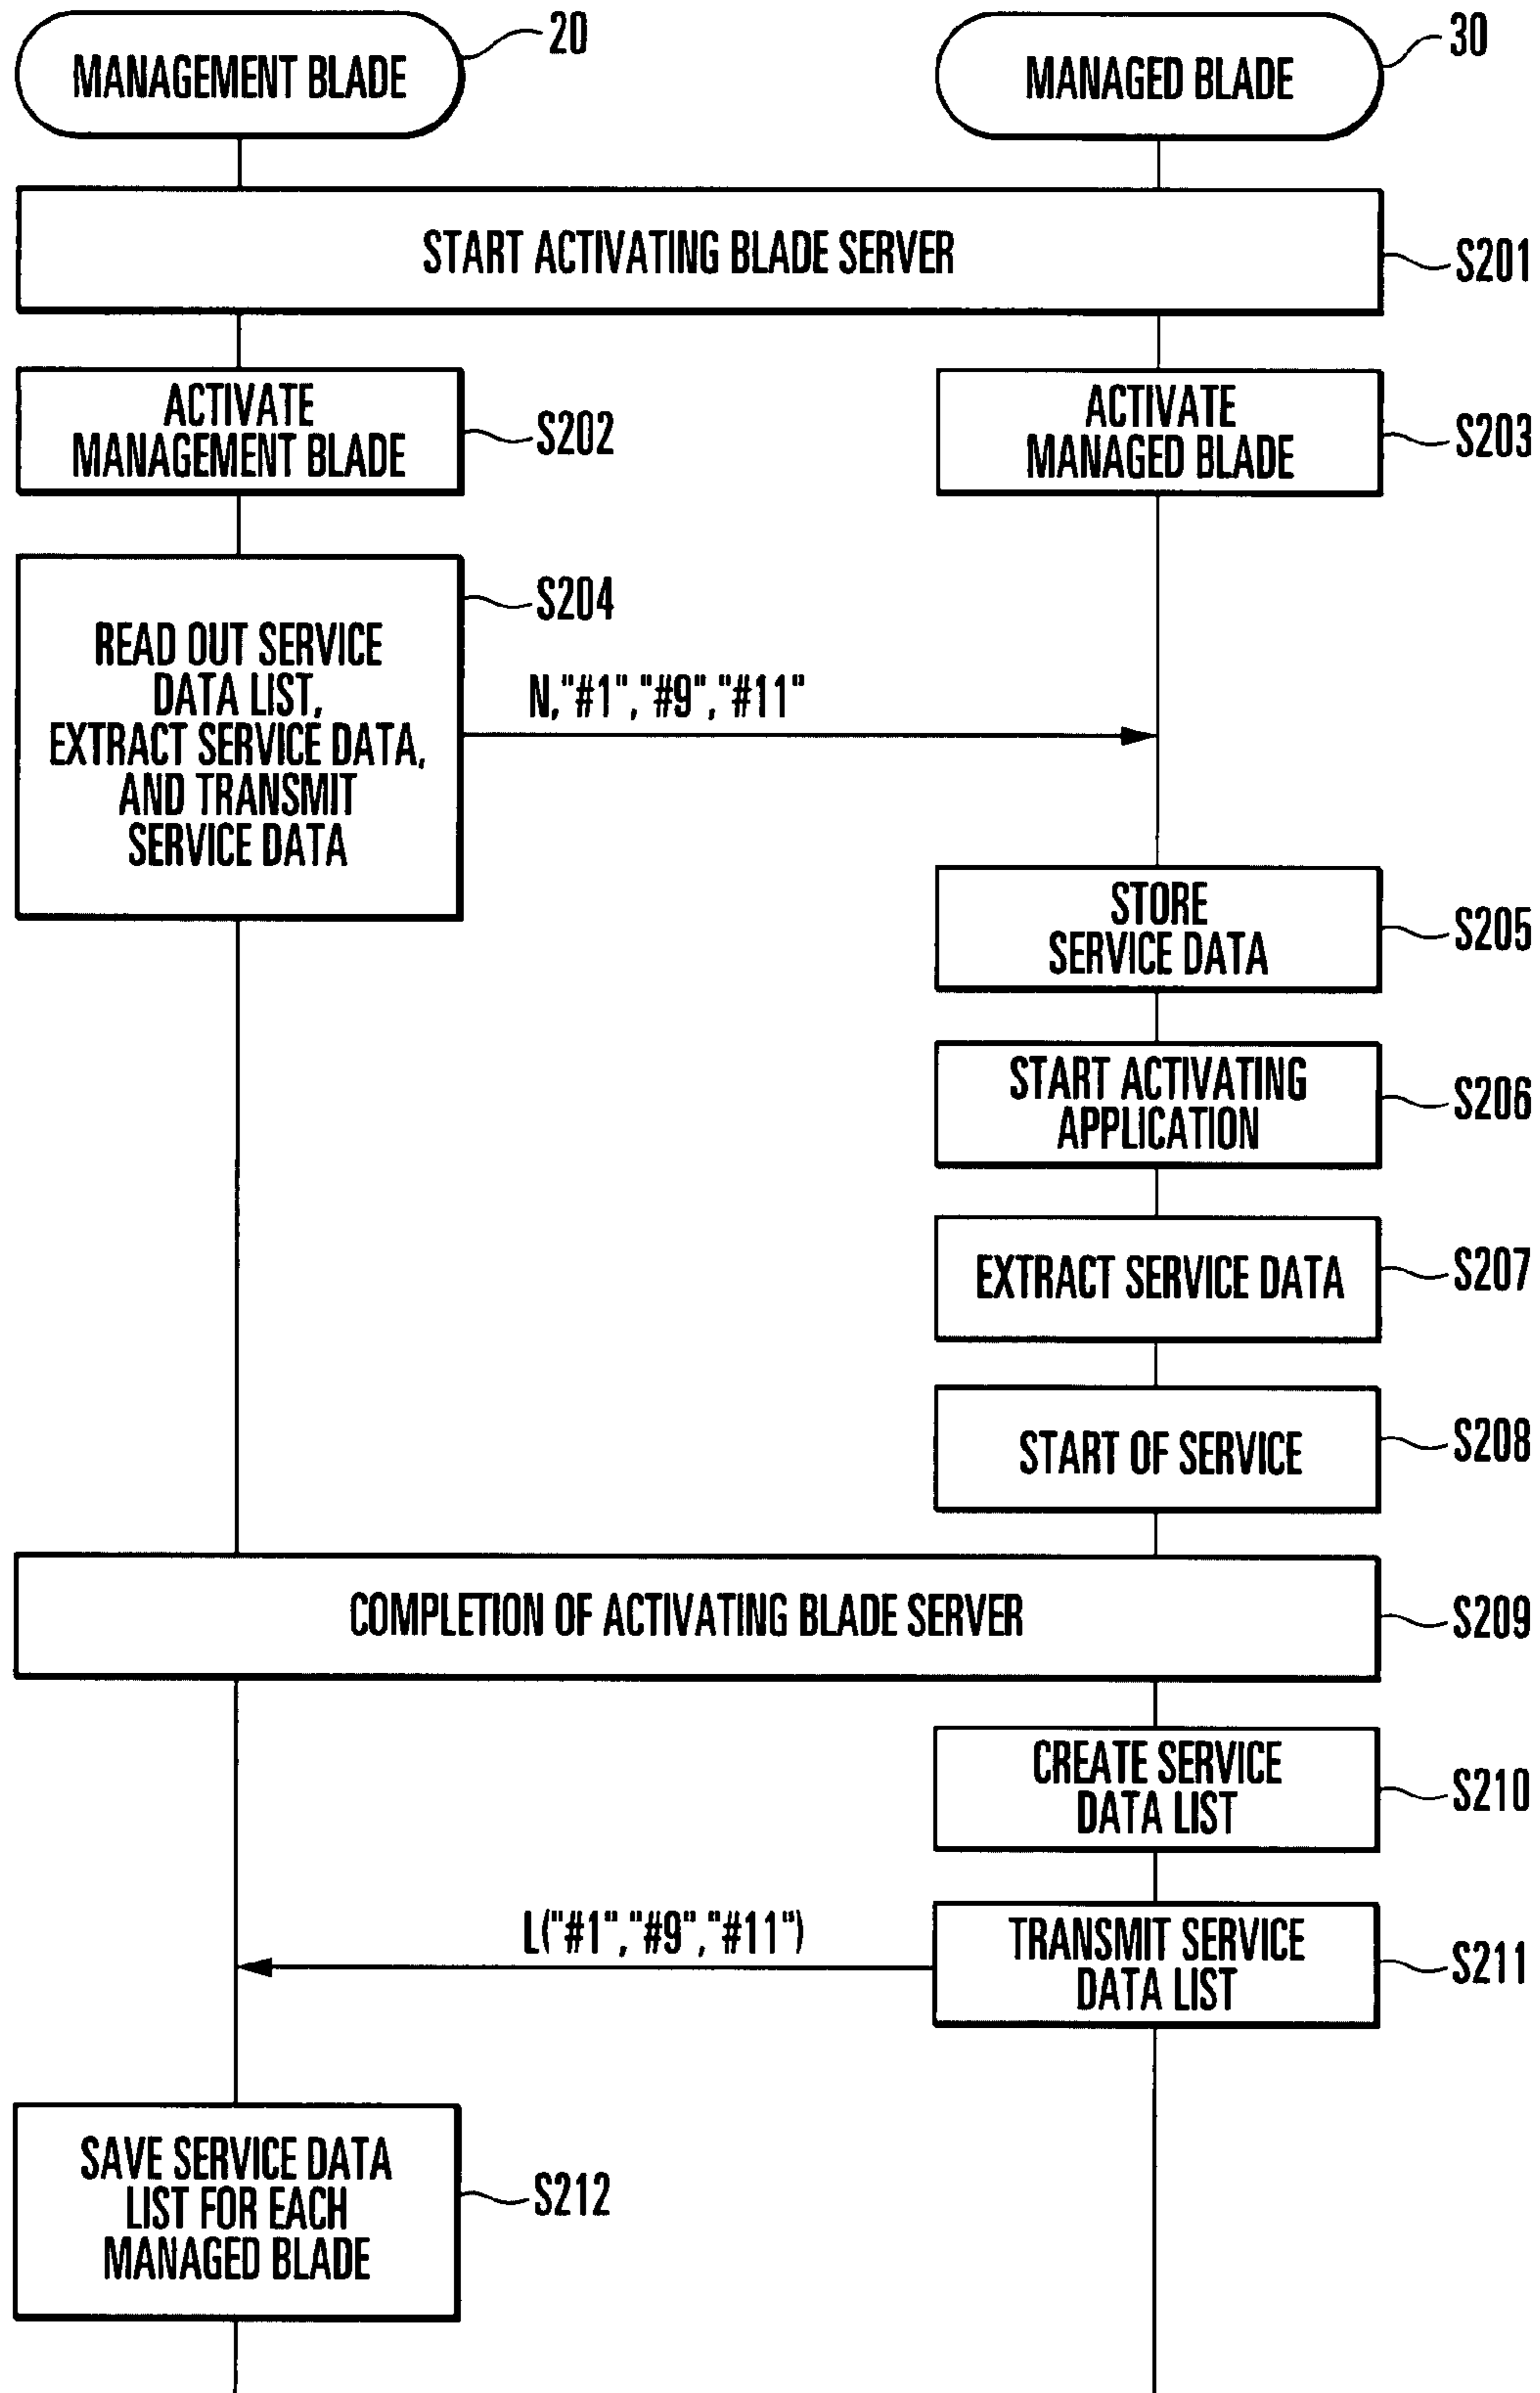 MANAGEMENT BLADE
20
MANAGED BLADE
30
START ACTIVATING BLADE SERVER
S201
ACTIVATE
MANAGEMENT BLADE
S202
ACTIVATE
MANAGED BLADE
S203
READ OUT SERVICE
DATA LIST,
EXTRACT SERVICE DATA,
AND TRANSMIT
SERVICE DATA
S204
N,"#1","#9","#11"
STORE
SERVICE DATA
S205
START ACTIVATING
APPLICATION
S206
EXTRACT SERVICE DATA
S207
START OF SERVICE
S208
COMPLETION OF ACTIVATING BLADE SERVER
S209
CREATE SERVICE
DATA LIST
S210
L("#1","#9","#11")
TRANSMIT SERVICE
DATA LIST
S211
SAVE SERVICE DATA
LIST FOR EACH
MANAGED BLADE
S212